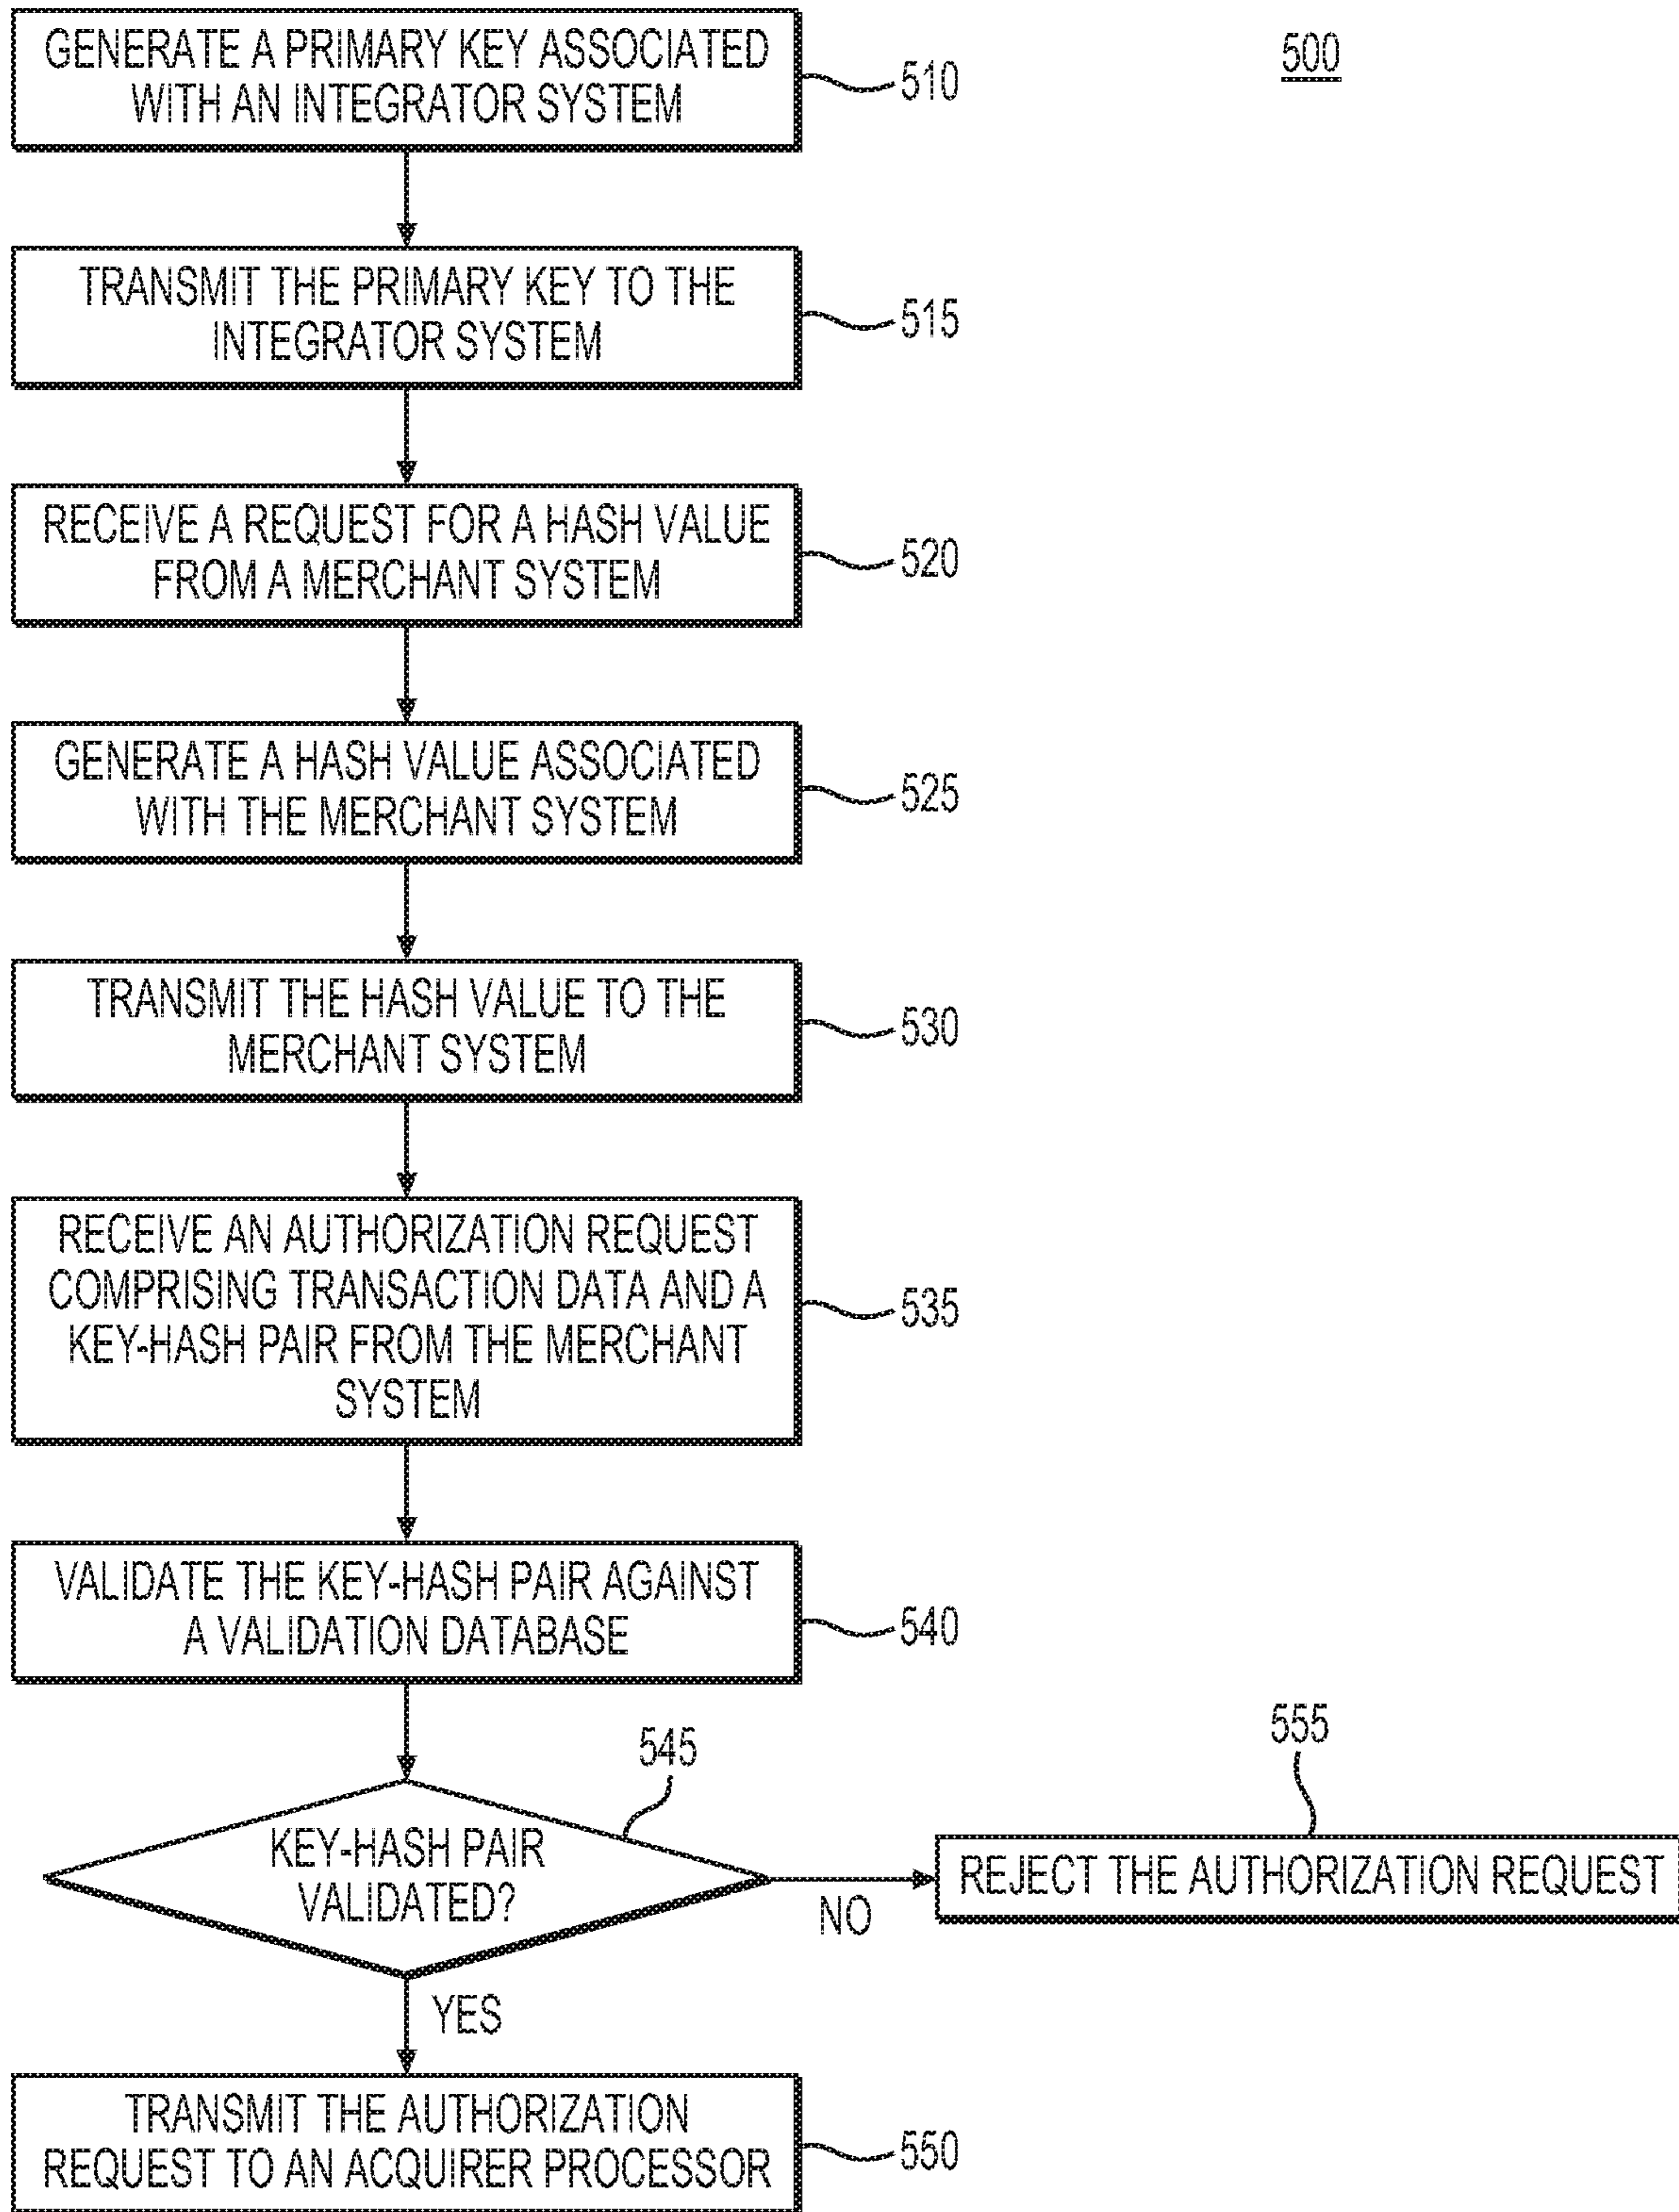 500
GENERATE A PRIMARY KEY ASSOCIATED
WITH AN INTEGRATOR SYSTEM
510
TRANSMIT THE PRIMARY KEY TO THE
INTEGRATOR SYSTEM
515
RECEIVE A REQUEST FOR A HASH VALUE
FROM A MERCHANT SYSTEM
520
GENERATE A HASH VALUE ASSOCIATED
WITH THE MERCHANT SYSTEM
525
TRANSMIT THE HASH VALUE TO THE
MERCHANT SYSTEM
530
RECEIVE AN AUTHORIZATION REQUEST
COMPRISING TRANSACTION DATA AND A
KEY-HASH PAIR FROM THE MERCHANT
SYSTEM
535
VALIDATE THE KEY-HASH PAIR AGAINST
A VALIDATION DATABASE
540
545
KEY-HASH PAIR
VALIDATED?
NO
555
REJECT THE AUTHORIZATION REQUEST
YES
TRANSMIT THE AUTHORIZATION
REQUEST TO AN ACQUIRER PROCESSOR
550